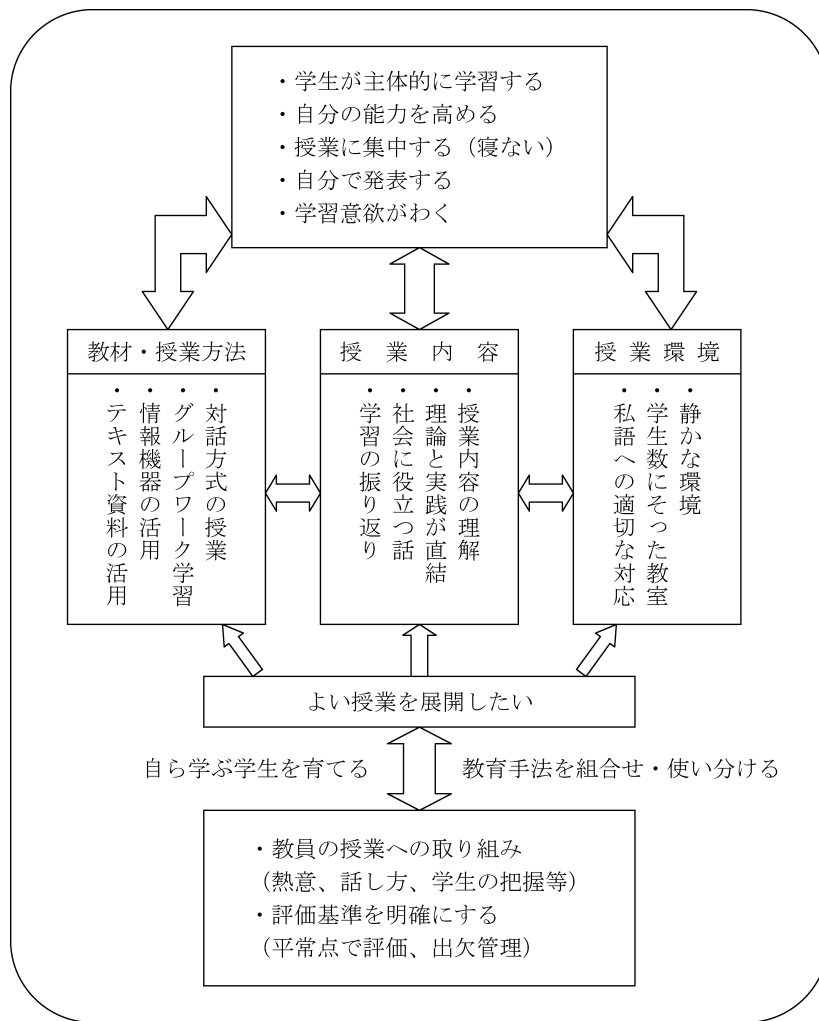 ・学生が主体的に学習する
・自分の能力を高める
・授業に集中する（寝ない）
・自分で発表する
・学習意欲がわく
教材・授業方法
・対話方式の授業
・グループワーク学習
・情報機器の活用
・テキスト資料の活用
授業内容
・授業内容の理解
・理論と実践が直結
・社会に役立つ話
・学習の振り返り
授業環境
・静かな環境
・学生数にそった教室
・私語への適切な対応
よい授業を展開したい
自ら学ぶ学生を育てる
教育手法を組合せ・使い分ける
・教員の授業への取り組み
（熱意、話し方、学生の把握等）
・評価基準を明確にする
（平常点で評価、出欠管理）